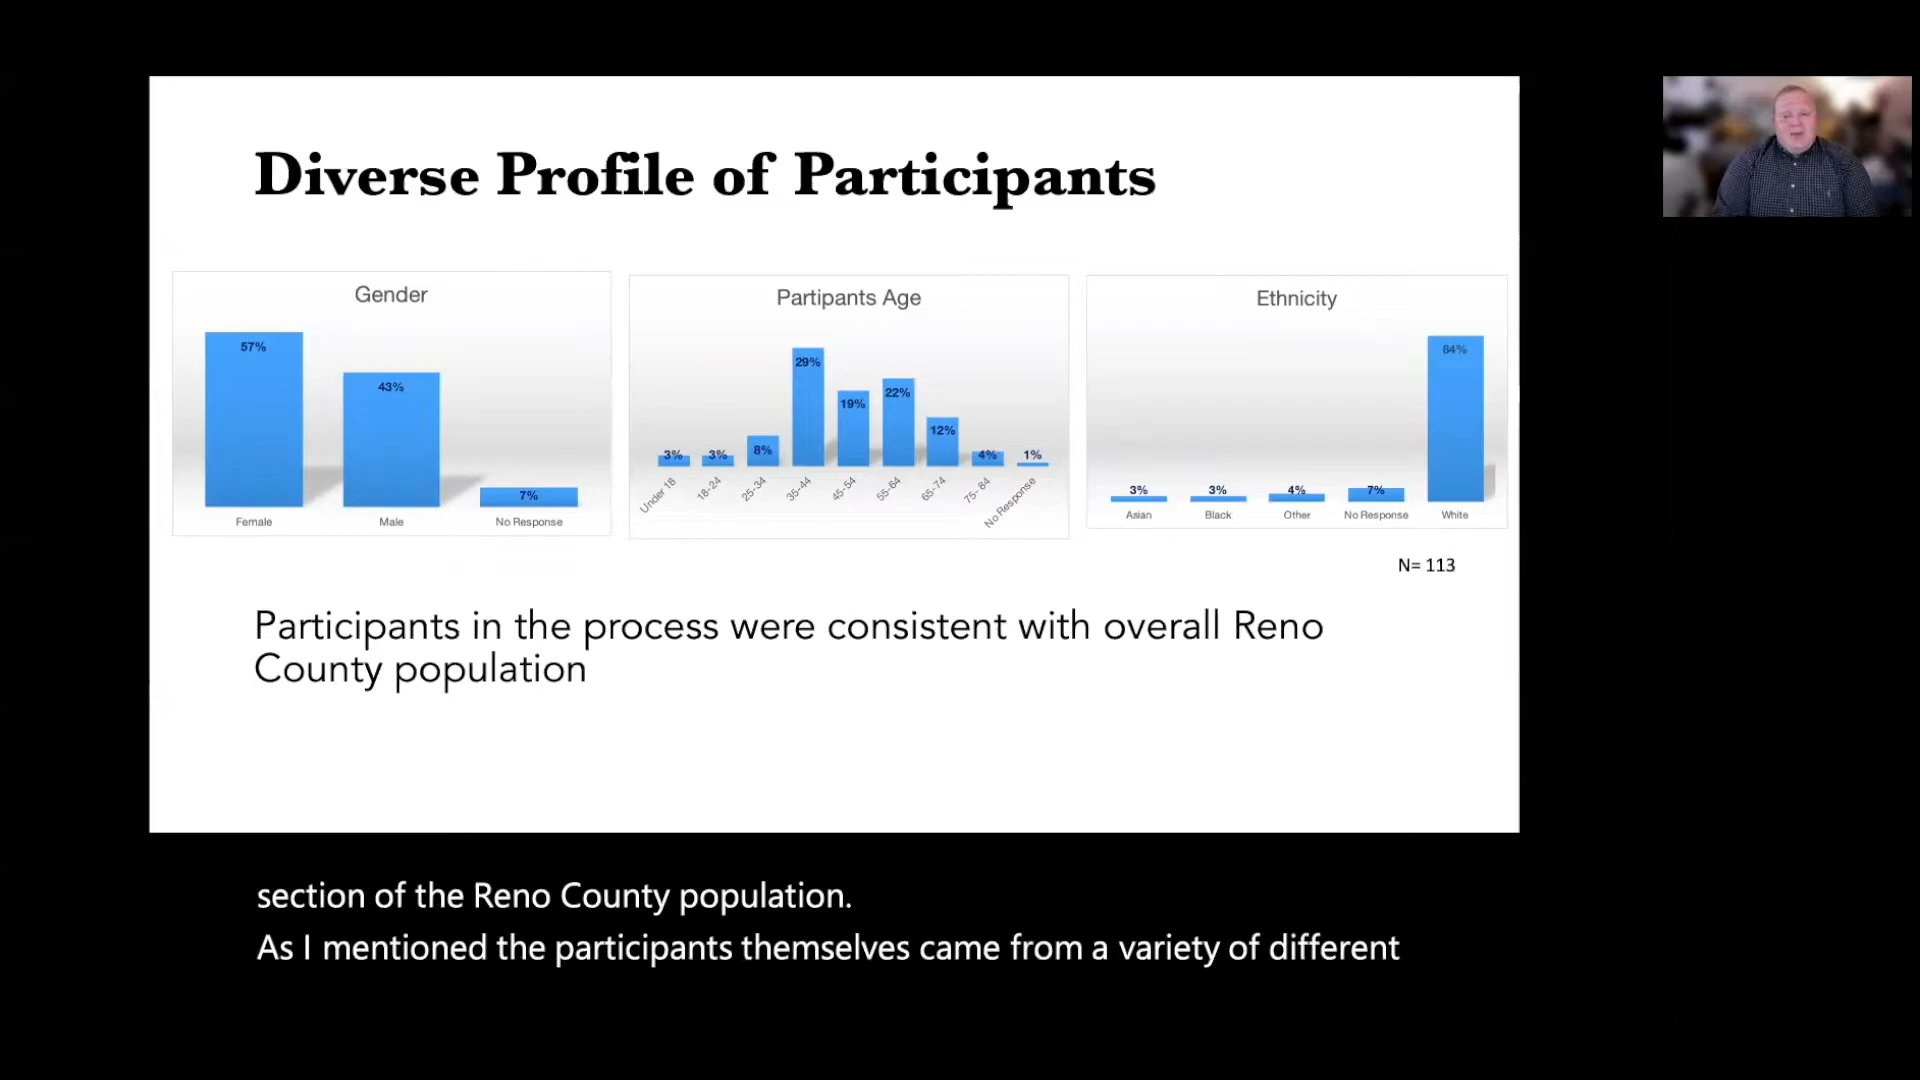 Diverse Profile of Participants
Gender
57%
43%
7%
Female
Male
No Response
Partipants Age
3%
3%
8%
29%
19%
22%
12%
4%
1%
Under 18
18-24
25-34
35-44
45-54
55-64
65-74
75- 84
No Response
Ethnicity
3%
3%
4%
7%
84%
Asian
Black
Other
No Response
White
N= 113
Participants in the process were consistent with overall Reno
County population
section of the Reno County population.
As I mentioned the participants themselves came from a variety of different